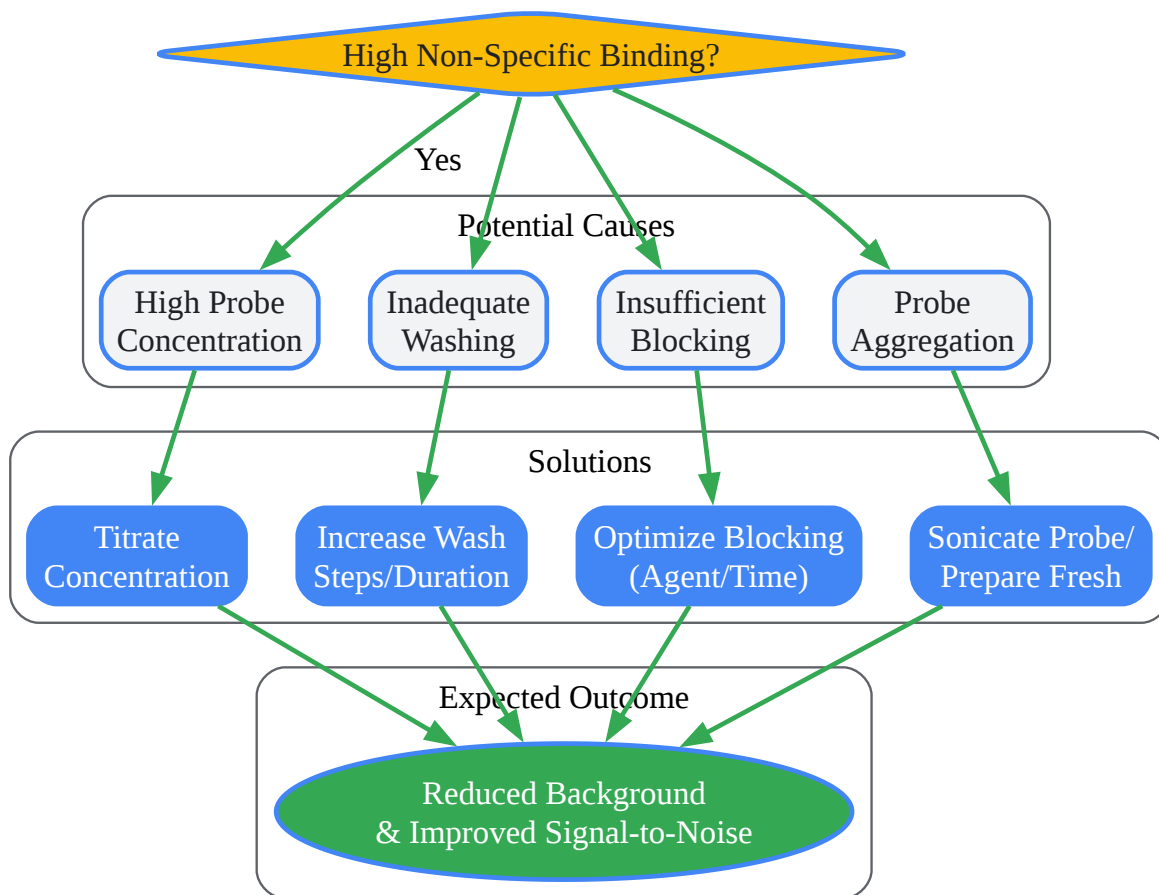 High Non-Specific Binding?
Yes
Potential Causes
High Probe
Concentration
Inadequate
Washing
Insufficient
Blocking
Probe
Aggregation
Solutions
Titrate
Concentration
Increase Wash
Steps/Duration
Optimize Blocking
(Agent/Time)
Sonicate Probe/
Prepare Fresh
Expected Outcome
Reduced Background
& Improved Signal-to-Noise